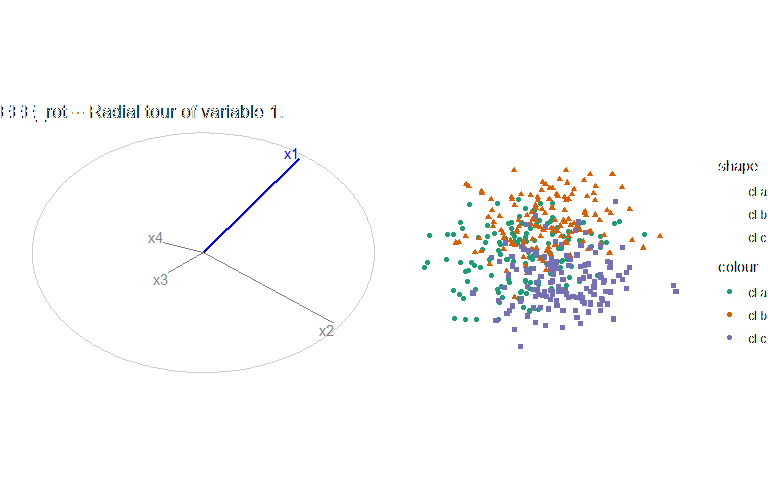 rot -- Radial tour of variable 1.
x1
x4
x3
x2
shape
cl a
cl b
cl c
colour
cl a
cl b
cl c